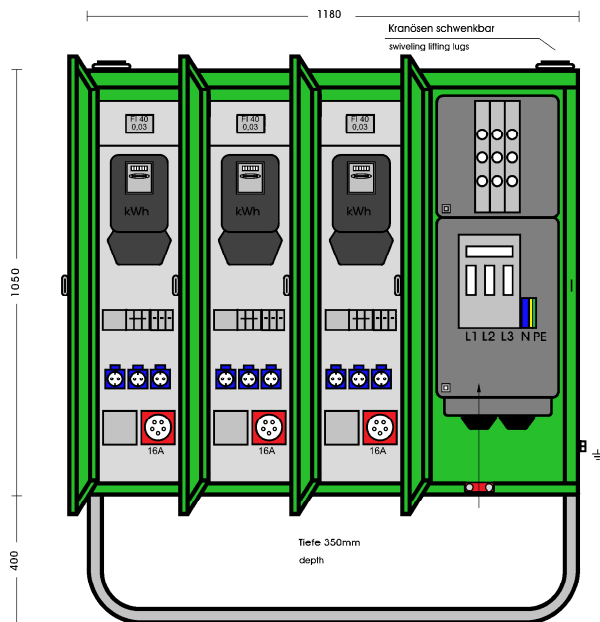 1180
Kranösen schwenkbar
swiveling lifting lugs
FI 40
0,03
FI 40
0,03
FI 40
0,03
kWh
kWh
kWh
1050
L1 L2 L3 N PE
16A
16A
16A
400
Tiefe 350mm
depth